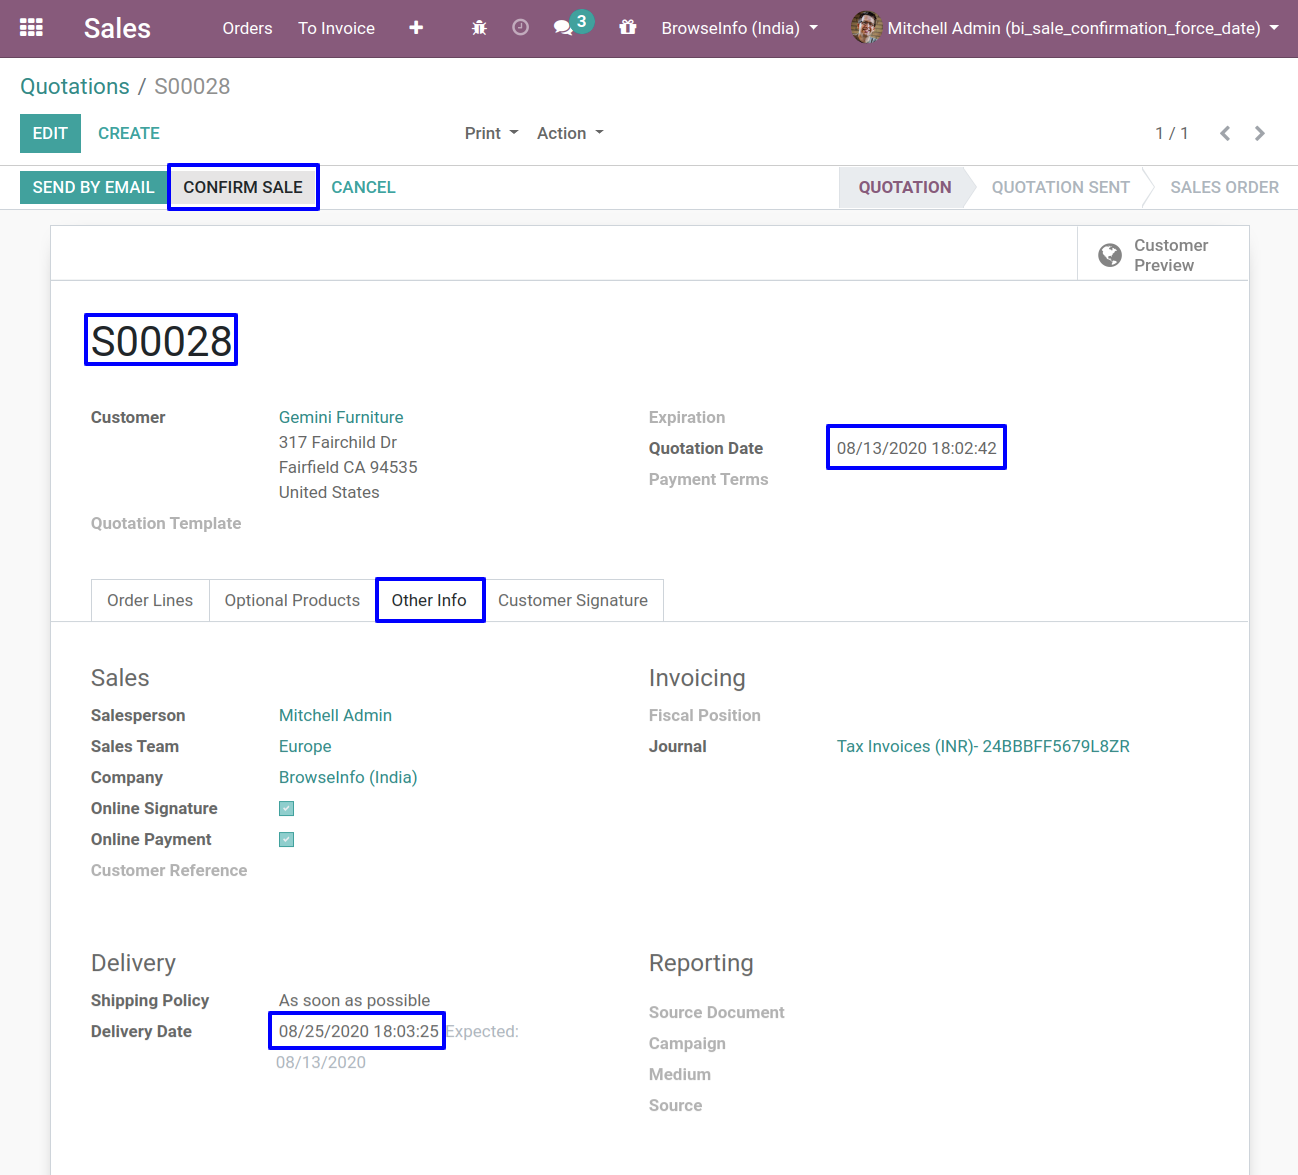 Sales Orders To Invoice 3 BrowseInfo (India) Mitchell Admin (bi_sale_confirmation_force_date)
Quotations / S00028
EDIT CREATE Print Action 1 / 1
SEND BY EMAIL CONFIRM SALE CANCEL QUOTATION QUOTATION SENT SALES ORDER
Customer
Preview
S00028
Customer Gemini Furniture
317 Fairchild Dr
Fairfield CA 94535
United States
Quotation Template
Expiration
Quotation Date 08/13/2020 18:02:42
Payment Terms
Order Lines Optional Products Other Info Customer Signature
Sales
Salesperson Mitchell Admin
Sales Team Europe
Company BrowseInfo (India)
Online Signature
Online Payment
Customer Reference
Invoicing
Fiscal Position
Journal Tax Invoices (INR)- 24BBBFF5679L8ZR
Delivery
Shipping Policy As soon as possible
Delivery Date 08/25/2020 18:03:25 Expected:
08/13/2020
Reporting
Source Document
Campaign
Medium
Source